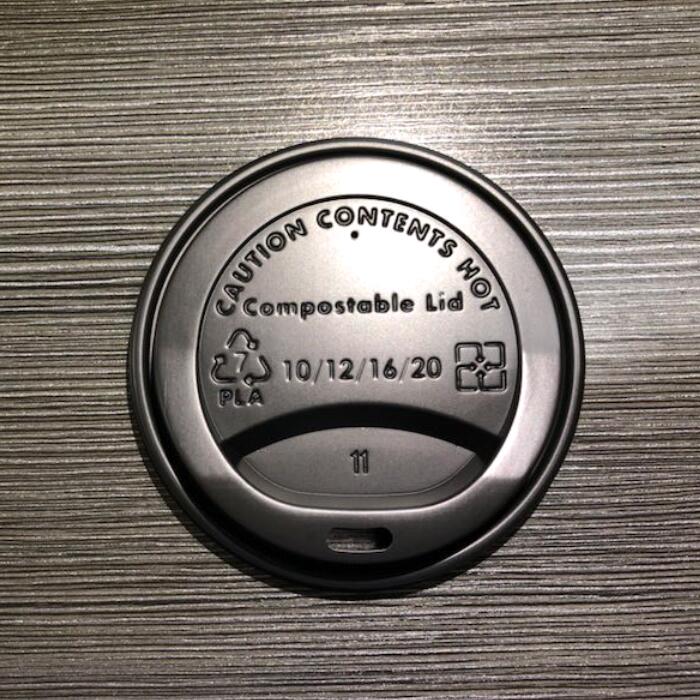 CAUTION CONTENTS HOT
Compostable Lid
7
PLA
10/12/16/20
11